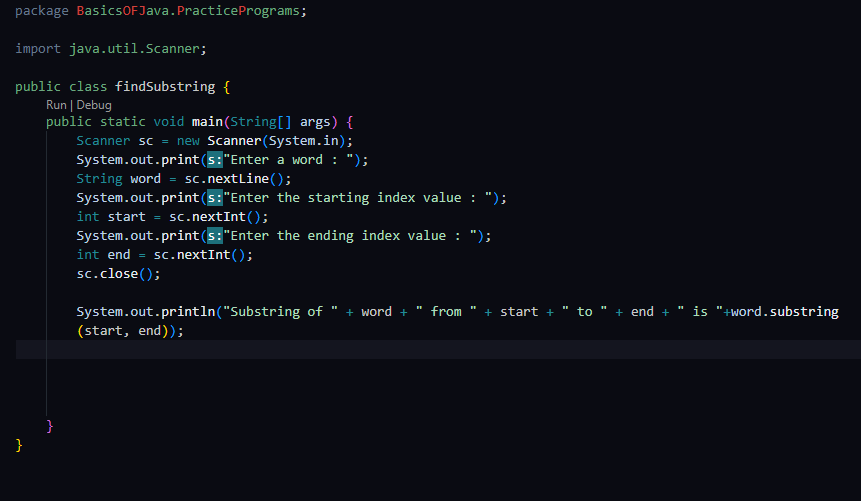 package BasicsOFJava.PracticePrograms;
import java.util.Scanner;
public class findSubstring {
Run | Debug
public static void main(String[] args) {
Scanner sc = new Scanner(System.in);
System.out.print(s:"Enter a word : ");
String word = sc.nextLine();
System.out.print(s:"Enter the starting index value : ");
int start = sc.nextInt();
System.out.print(s:"Enter the ending index value : ");
int end = sc.nextInt();
sc.close();
System.out.println("Substring of " + word + " from " + start + " to " + end + " is "+word.substring
(start, end));
}
}